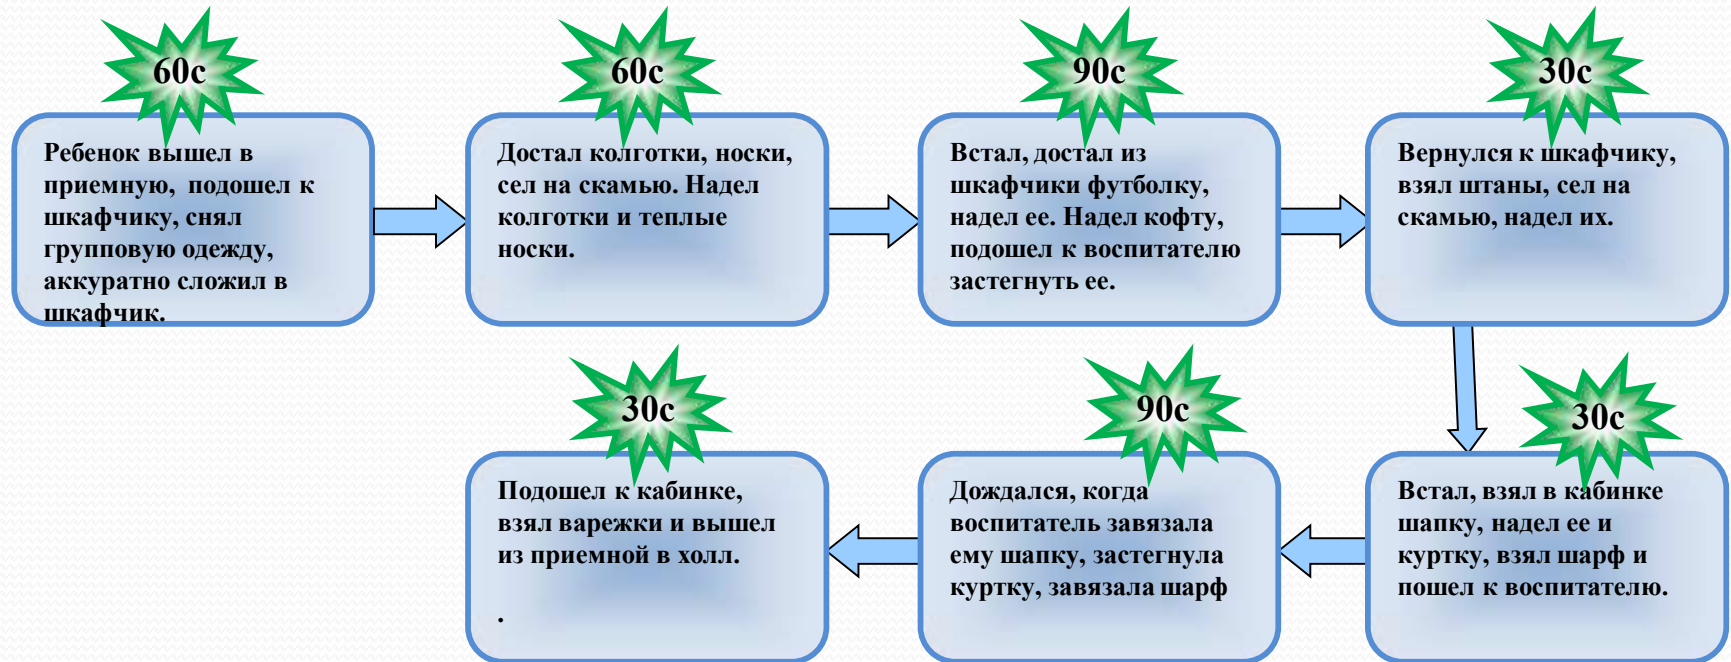 60с
Ребенок вышел в
приемную, подошел к
шкафчику, снял
групповую одежду,
аккуратно сложил в
шкафчик.
60с
Достал колготки, носки,
сел на скамью. Надел
колготки и теплые
носки.
90с
Встал, достал из
шкафчики футболку,
надел ее. Надел кофту,
подошел к воспитателю
застегнуть ее.
30с
Вернулся к шкафчику,
взял штаны, сел на
скамью, надел их.
30с
Встал, взял в кабинке
шапку, надел ее и
куртку, взял шарф и
пошел к воспитателю.
90с
Дождался, когда
воспитатель завязала
ему шапку, застегнула
куртку, завязала шарф
.
30с
Подошел к кабинке,
взял варежки и вышел
из приемной в холл.
.